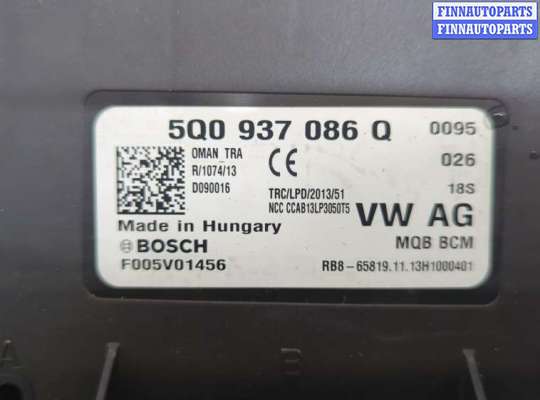 FINNAUTOPARTS
FINNAUTOPARTS
5Q0 937 086 Q 0095
OMAN_TRA
R/1074/13
D090016
026
TRC/LPD/2013/51
NCC CCAB13LP3050T5
18S
VW AG
Made in Hungary
BOSCH
MQB BCM
F005V01456
RB8-65819.11.13H1000401
A
B